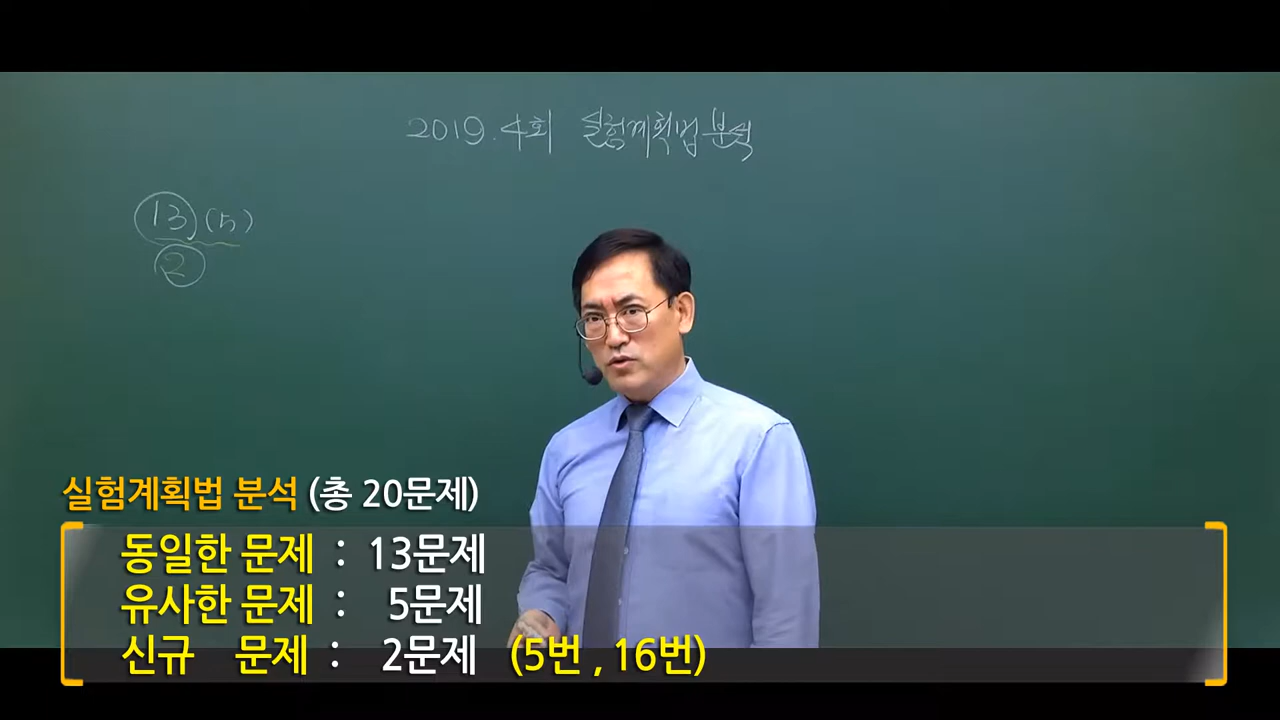 2019.4회 실험계획법 분석
13 (5)
2
실험계획법 분석 (총 20문제)
동일한 문제 : 13문제
유사한 문제 : 5문제
신규 문제 : 2문제 (5번 , 16번)